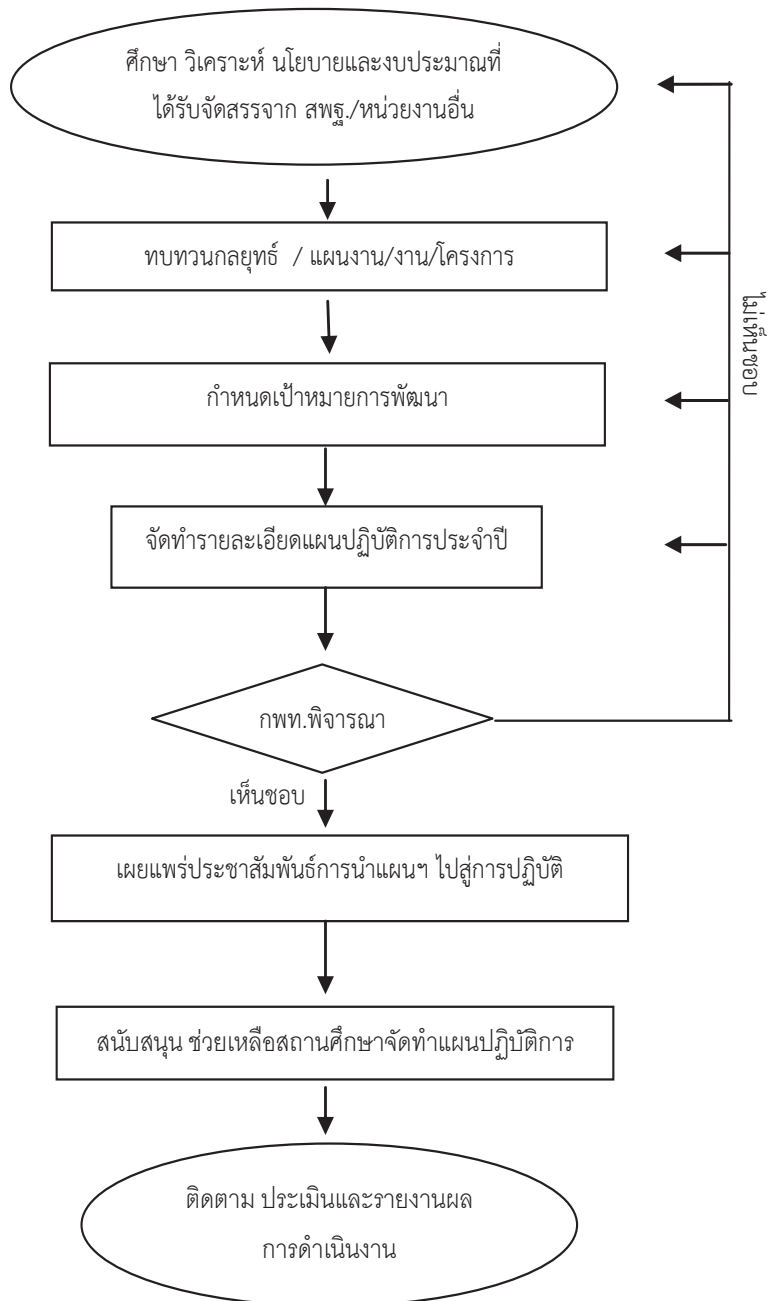 ศึกษา วิเคราะห์ นโยบายและงบประมาณที่
ได้รับจัดสรรจาก สพฐ./หน่วยงานอื่น
ทบทวนกลยุทธ์ / แผนงาน/งาน/โครงการ
กำหนดเป้าหมายการพัฒนา
จัดทำรายละเอียดแผนปฏิบัติการประจำปี
กพท.พิจารณา
ไม่เห็นชอบ
เห็นชอบ
เผยแพร่ประชาสัมพันธ์การนำแผนฯ ไปสู่การปฏิบัติ
สนับสนุน ช่วยเหลือสถานศึกษาจัดทำแผนปฏิบัติการ
ติดตาม ประเมินและรายงานผล
การดำเนินงาน